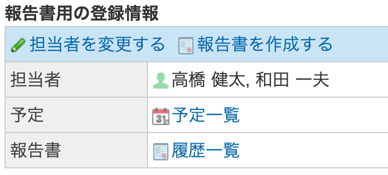 報告書用の登録情報
担当者を変更する 報告書を作成する
担当者 高橋 健太, 和田 一夫
予定 31 予定一覧
報告書 履歴一覧